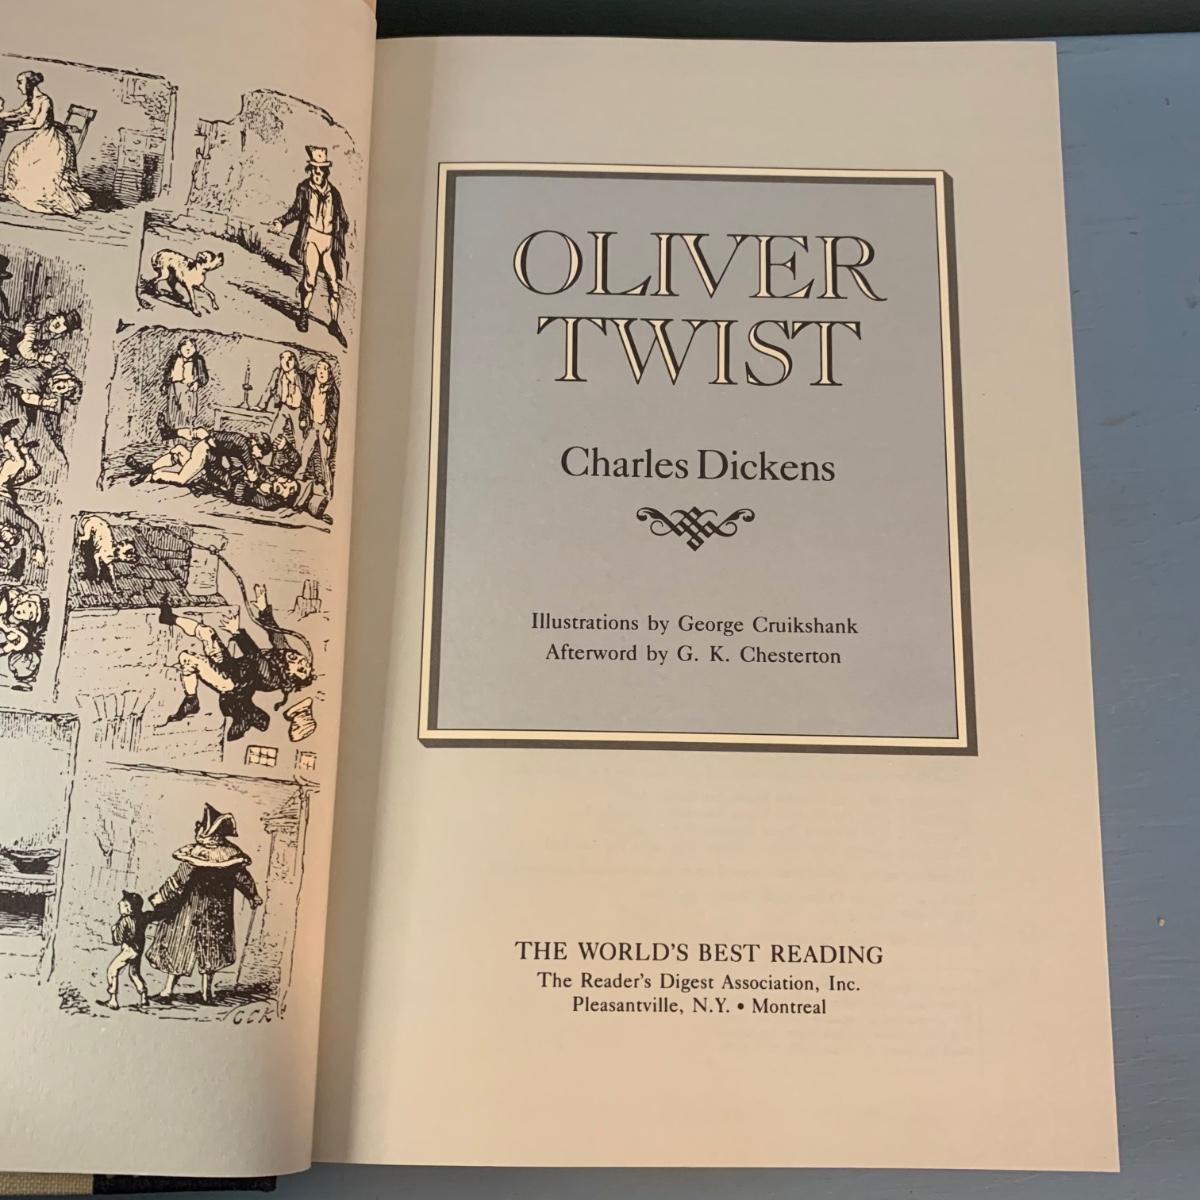 OLIVER
TWIST
Charles Dickens
Illustrations by George Cruikshank
Afterword by G. K. Chesterton
THE WORLD'S BEST READING
The Reader's Digest Association, Inc.
Pleasantville, N.Y. • Montreal